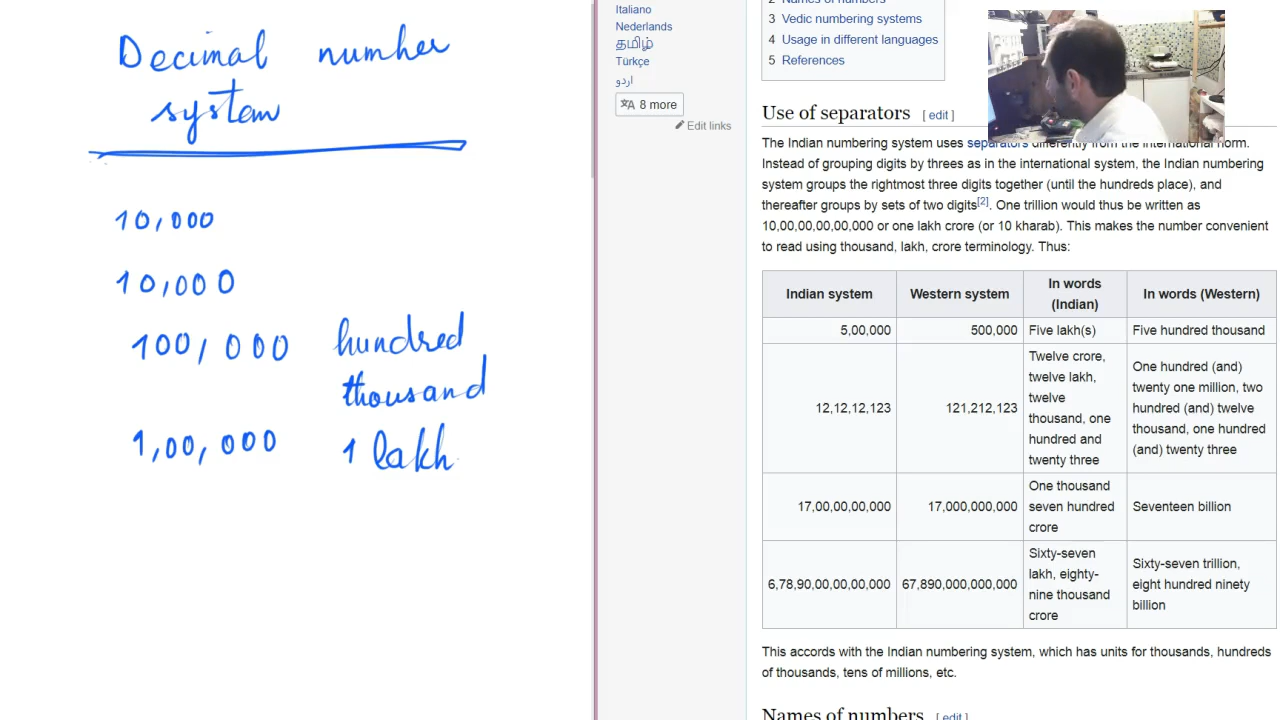 Decimal number
system
10,000
10,000
100,000 hundred
thousand
1,00,000 1 lakh
Italiano
Nederlands
தமிழ்
Türkçe
اردو
8 more
Edit links
2 Names of numbers
3 Vedic numbering systems
4 Usage in different languages
5 References
Use of separators [ edit ]
The Indian numbering system uses separators differently from the international norm.
Instead of grouping digits by threes as in the international system, the Indian numbering
system groups the rightmost three digits together (until the hundreds place), and
thereafter groups by sets of two digits[2]. One trillion would thus be written as
10,00,00,00,00,000 or one lakh crore (or 10 kharab). This makes the number convenient
to read using thousand, lakh, crore terminology. Thus:
Indian system Western system In words (Indian) In words (Western)
5,00,000 500,000 Five lakh(s) Five hundred thousand
12,12,12,123 121,212,123 Twelve crore, twelve lakh, twelve thousand, one hundred and twenty three One hundred (and) twenty one million, two hundred (and) twelve thousand, one hundred (and) twenty three
17,00,00,00,000 17,000,000,000 One thousand seven hundred crore Seventeen billion
6,78,90,00,00,00,000 67,890,000,000,000 Sixty-seven lakh, eighty-nine thousand crore Sixty-seven trillion, eight hundred ninety billion
This accords with the Indian numbering system, which has units for thousands, hundreds
of thousands, tens of millions, etc.
Names of numbers [ edit ]